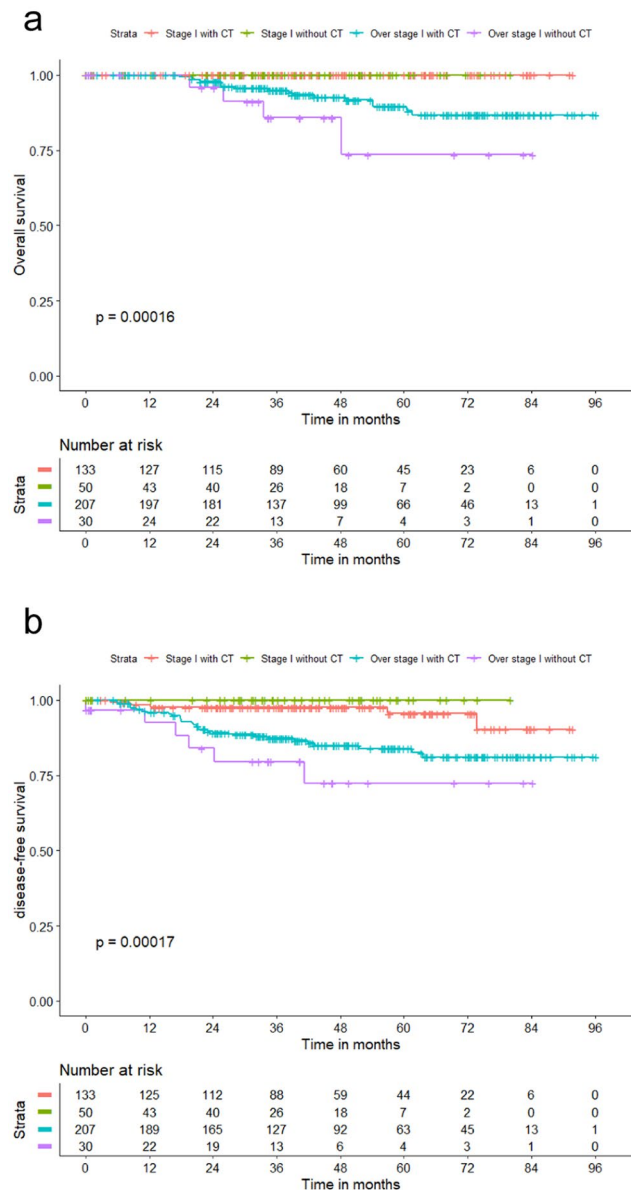 a
Strata Stage I with CT Stage I without CT Over stage I with CT Over stage I without CT
1.00
0.75
0.50
0.25
0.00
Overall survival
p = 0.00016
0 12 24 36 48 60 72 84 96
Time in months
Number at risk
Strata
133 127 115 89 60 45 23 6 0
50 43 40 26 18 7 2 0 0
207 197 181 137 99 66 46 13 1
30 24 22 13 7 4 3 1 0
0 12 24 36 48 60 72 84 96
Time in months
b
Strata Stage I with CT Stage I without CT Over stage I with CT Over stage I without CT
1.00
0.75
0.50
0.25
0.00
disease-free survival
p = 0.00017
0 12 24 36 48 60 72 84 96
Time in months
Number at risk
Strata
133 125 112 88 59 44 22 6 0
50 43 40 26 18 7 2 0 0
207 189 165 127 92 63 45 13 1
30 22 19 13 6 4 3 1 0
0 12 24 36 48 60 72 84 96
Time in months